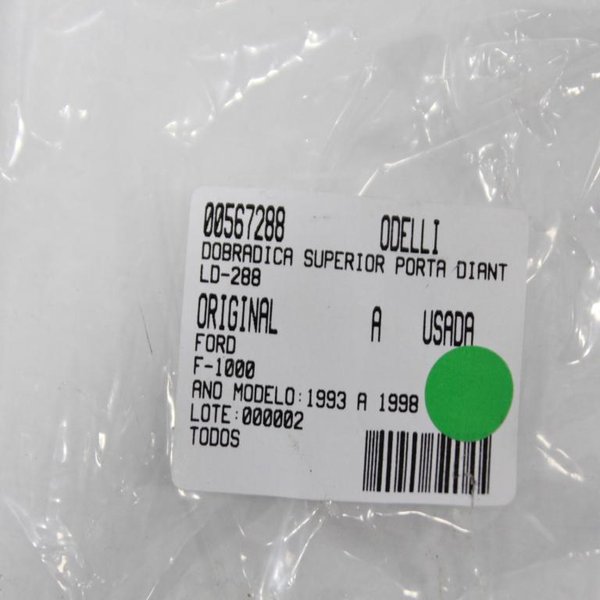 00567288 ODELLI
DOBRADICA SUPERIOR PORTA DIANT
LD-288
ORIGINAL A USADA
FORD
F-1000
ANO MODELO:1993 A 1998
LOTE:000002
TODOS